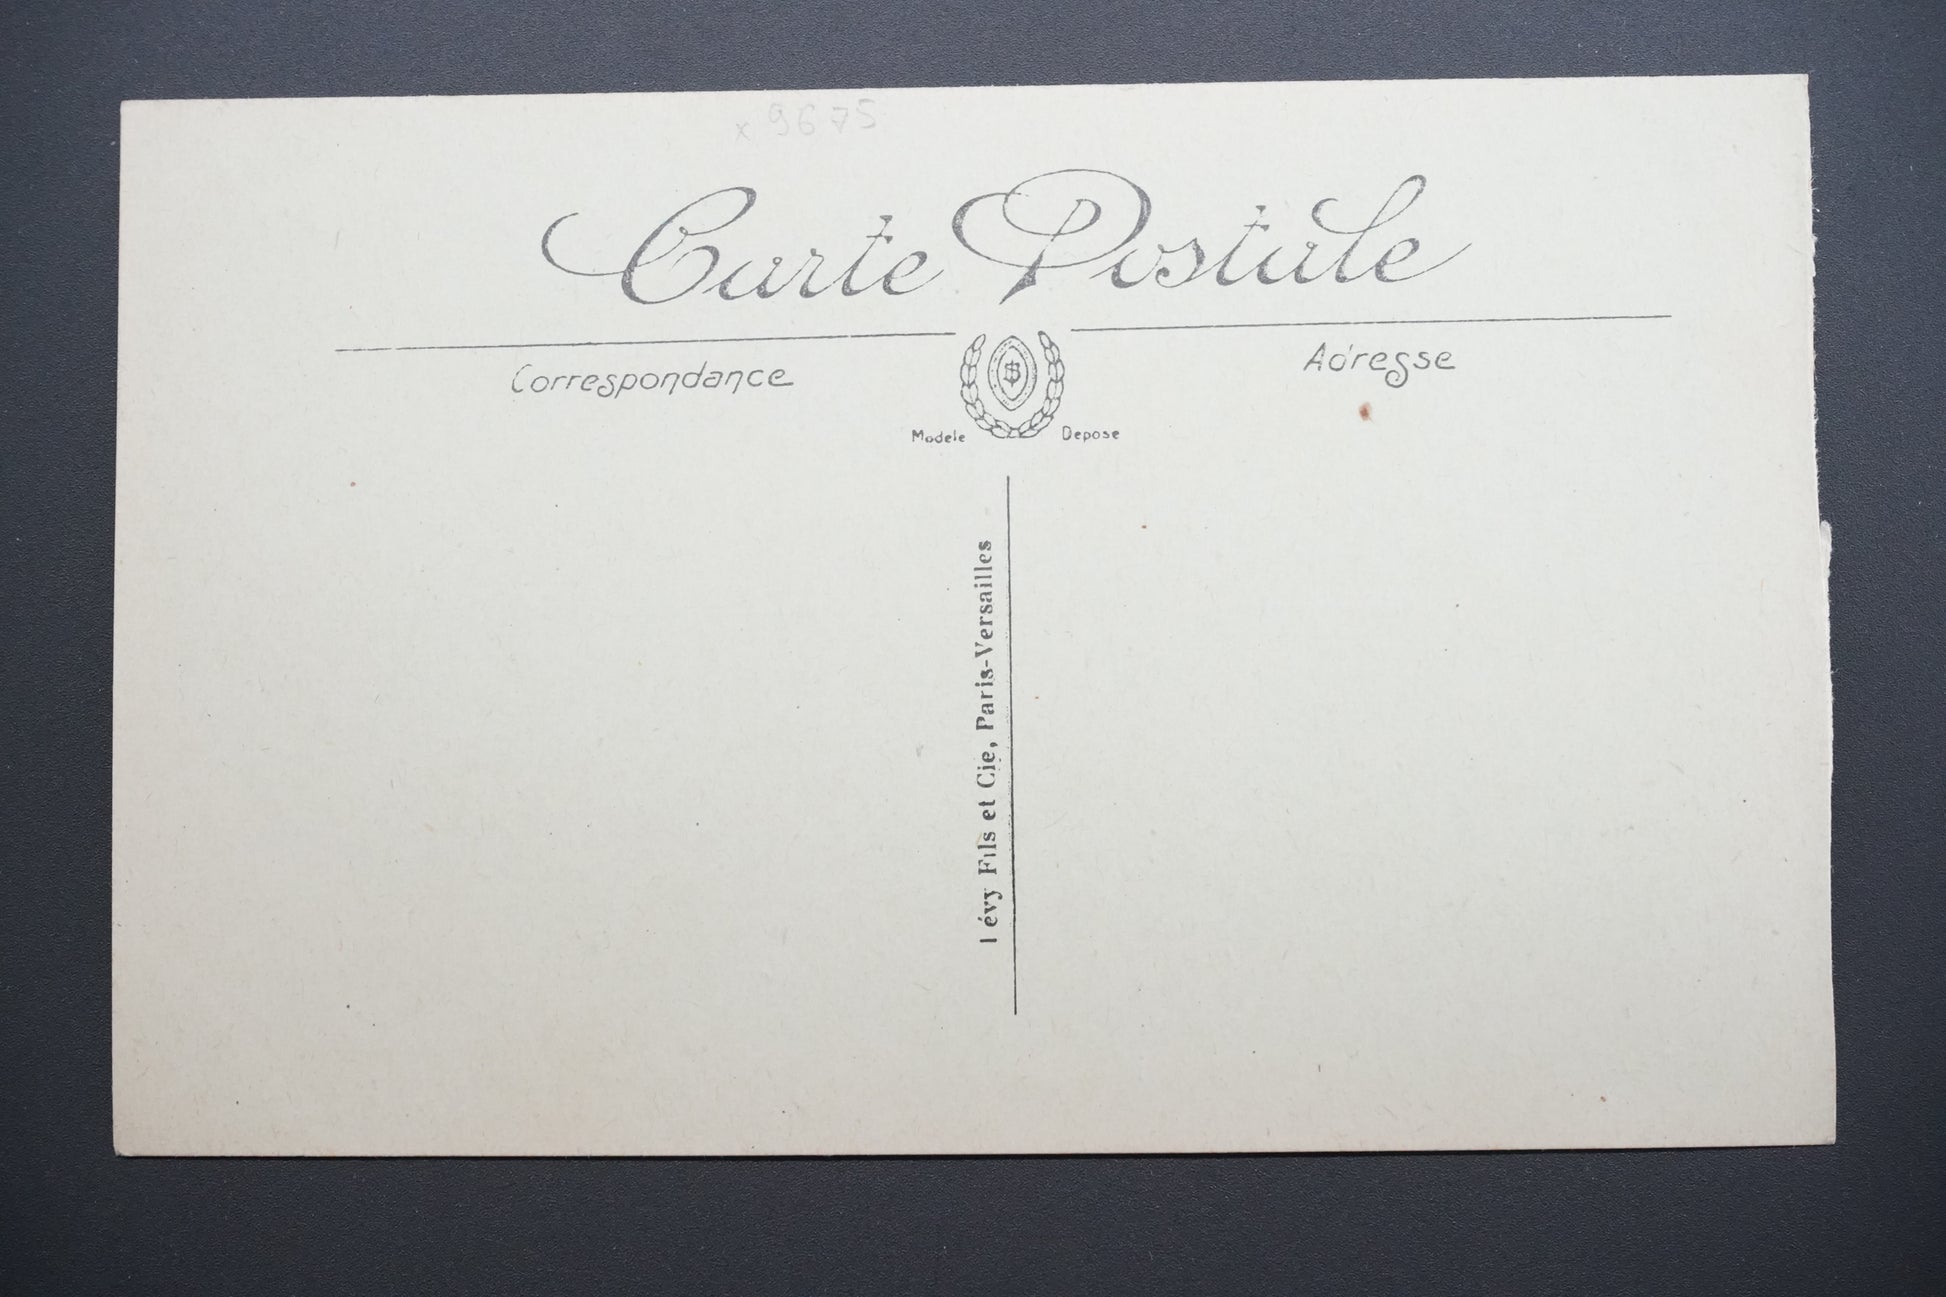 x 9675
Carte Postale
Correspondance
Adresse
Modele Depose
Lévy Fils et Cie, Paris-Versailles